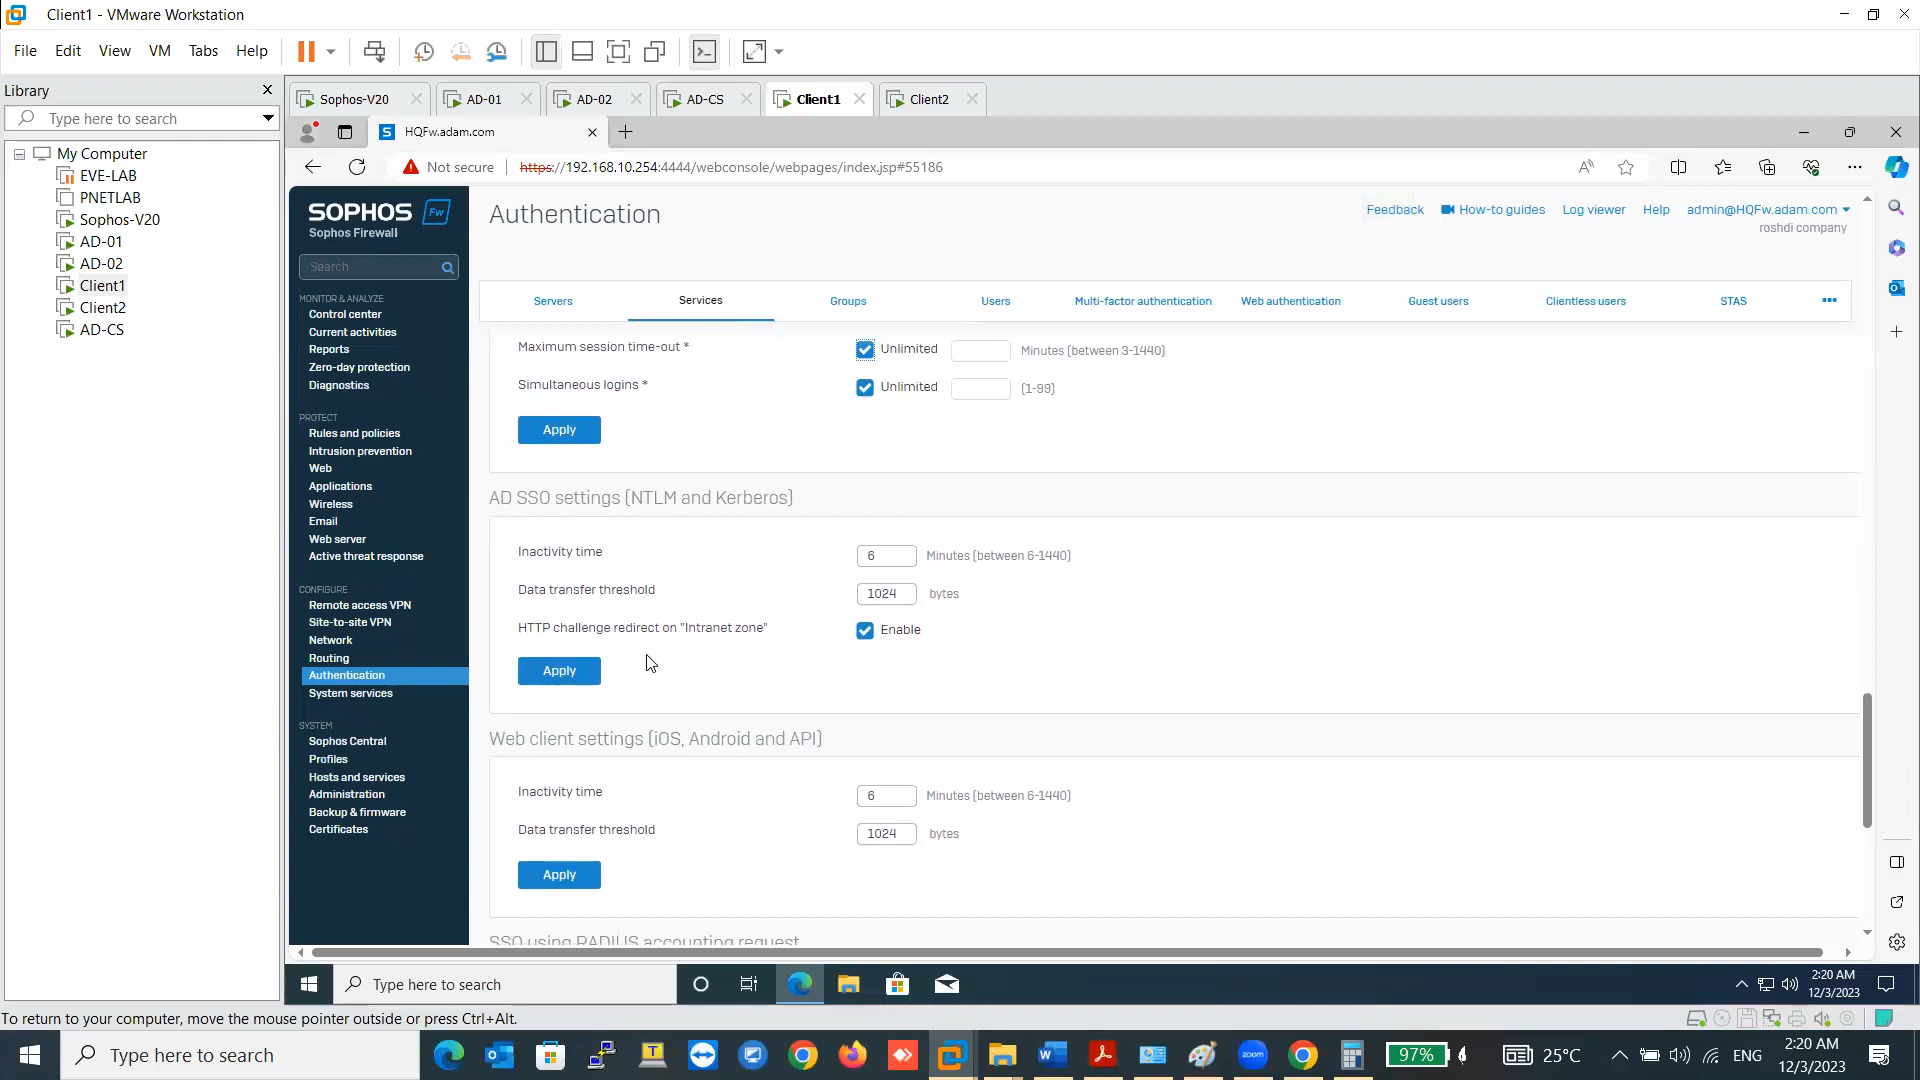 Client1 - VMware Workstation
File Edit View VM Tabs Help
Library
Type here to search
My Computer
EVE-LAB
PNETLAB
Sophos-V20
AD-01
AD-02
Client1
Client2
AD-CS
Sophos-V20 AD-01 AD-02 AD-CS Client1 Client2
HQFw.adam.com
Not secure https://192.168.10.254:4444/webconsole/webpages/index.jsp#55186
SOPHOS Fw
Sophos Firewall
Search
MONITOR & ANALYZE
Control center
Current activities
Reports
Zero-day protection
Diagnostics
PROTECT
Rules and policies
Intrusion prevention
Web
Applications
Wireless
Email
Web server
Active threat response
CONFIGURE
Remote access VPN
Site-to-site VPN
Network
Routing
Authentication
System services
SYSTEM
Sophos Central
Profiles
Hosts and services
Administration
Backup & firmware
Certificates
Authentication
Feedback How-to guides Log viewer Help admin@HQFw.adam.com
roshdi company
Servers Services Groups Users Multi-factor authentication Web authentication Guest users Clientless users STAS
Maximum session time-out * Unlimited Minutes (between 3-1440)
Simultaneous logins * Unlimited (1-99)
Apply
AD SSO settings (NTLM and Kerberos)
Inactivity time 6 Minutes (between 6-1440)
Data transfer threshold 1024 bytes
HTTP challenge redirect on "Intranet zone" Enable
Apply
Web client settings (iOS, Android and API)
Inactivity time 6 Minutes (between 6-1440)
Data transfer threshold 1024 bytes
Apply
SSO using RADIUS accounting request
Type here to search
2:20 AM
12/3/2023
To return to your computer, move the mouse pointer outside or press Ctrl+Alt.
Type here to search
zoom
97% 25°C ENG
2:20 AM
12/3/2023